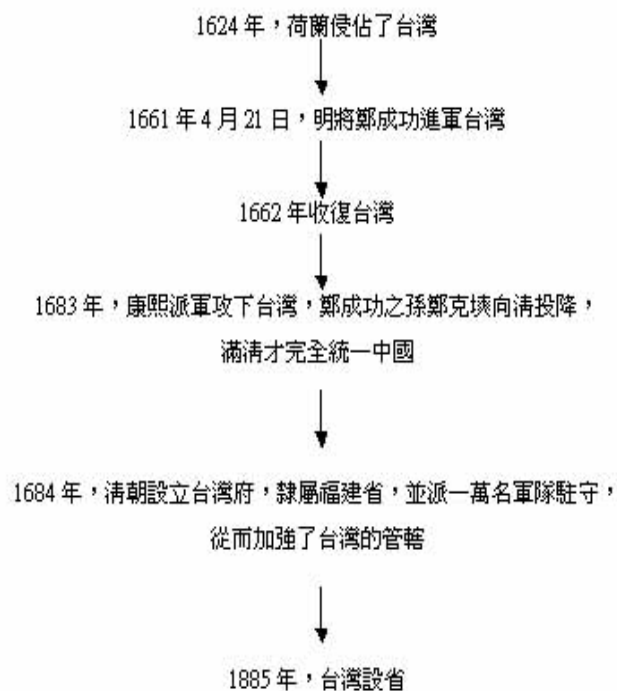 1624 年，荷蘭侵佔了台灣
1661 年 4 月 21 日，明將鄭成功進軍台灣
1662 年收復台灣
1683 年，康熙派軍攻下台灣，鄭成功之孫鄭克塽向清投降，
滿清才完全統一中國
1684 年，清朝設立台灣府，隸屬福建省，並派一萬名軍隊駐守，
從而加強了台灣的管轄
1885 年，台灣設省